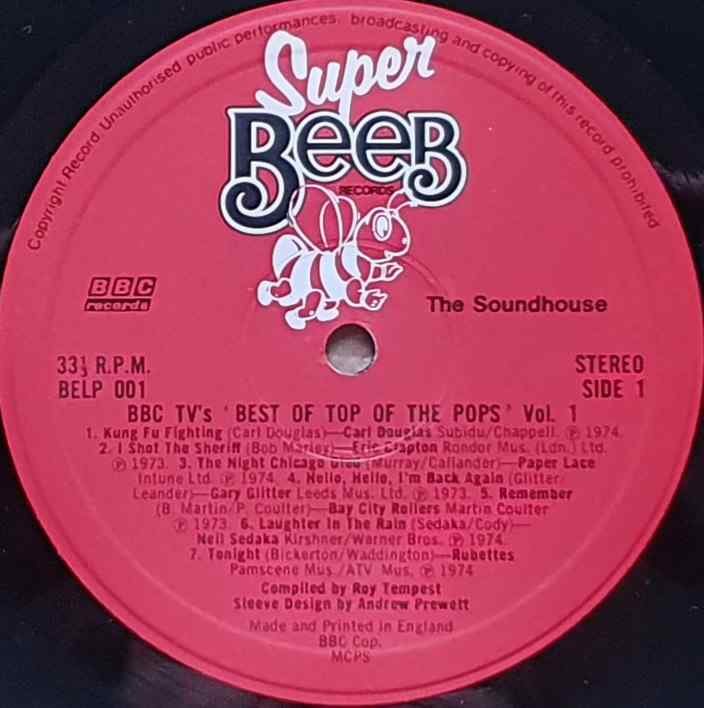 Copyright Record. Unauthorised public performances, broadcasting and copying of this record prohibited
Super
BEEB
RECORDS
BBC
records
The Soundhouse
33⅓ R.P.M.
STEREO
BELP 001
SIDE 1
BBC TV's 'BEST OF TOP OF THE POPS' Vol. 1
1. Kung Fu Fighting (Carl Douglas)—Carl Douglas Subidu/Chappell. ℗ 1974.
2. I Shot The Sheriff (Bob Marley)—Eric Clapton Rondor Mus. (Ldn.) Ltd.
℗ 1973. 3. The Night Chicago Died (Murray/Callander)—Paper Lace
Intune Ltd. ℗ 1974. 4. Hello, Hello, I'm Back Again (Glitter/
Leander)—Gary Glitter Leeds Mus. Ltd. ℗ 1973. 5. Remember
(B. Martin/P. Coulter)—Bay City Rollers Martin Coulter
℗ 1973. 6. Laughter In The Rain (Sedaka/Cody)—
Neil Sedaka Kirshner/Warner Bros. ℗ 1974.
7. Tonight (Bickerton/Waddington)—Rubettes
Pamscene Mus./ATV Mus. ℗ 1974
Compiled by Roy Tempest
Sleeve Design by Andrew Prewett
Made and Printed in England
BBC Cop.
MCPS